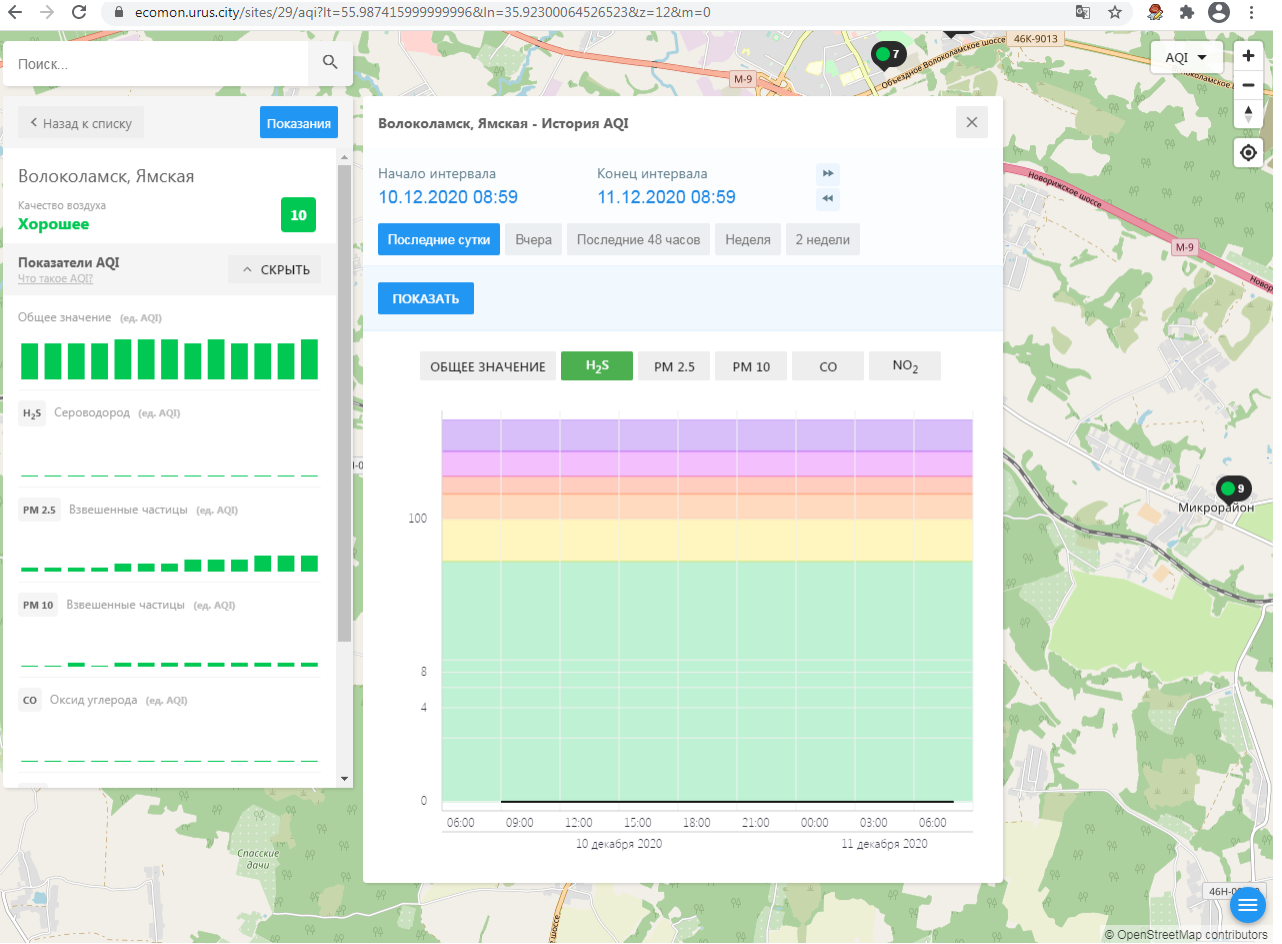 ecomon.urus.city/sites/29/aqi?lt=55.987415999999996&ln=35.92300064526523&z=12&m=0
Поиск...
Назад к списку
Показания
Волоколамск, Ямская
Качество воздуха
Хорошее
10
Показатели AQI
Что такое AQI?
СКРЫТЬ
Общее значение (ед. AQI)
H2S Сероводород (ед. AQI)
PM 2.5 Взвешенные частицы (ед. AQI)
PM 10 Взвешенные частицы (ед. AQI)
CO Оксид углерода (ед. AQI)
Волоколамск, Ямская - История AQI
Начало интервала
10.12.2020 08:59
Конец интервала
11.12.2020 08:59
Последние сутки
Вчера
Последние 48 часов
Неделя
2 недели
ПОКАЗАТЬ
ОБЩЕЕ ЗНАЧЕНИЕ
H2S
PM 2.5
PM 10
CO
NO2
100
8
4
0
06:00 09:00 12:00 15:00 18:00 21:00 00:00 03:00 06:00
10 декабря 2020 11 декабря 2020
AQI
7
46К-9013
М-9
Объездное Волоколамское шоссе
Новорижское шоссе
М-9
9
Микрорайон
Спасские
дачи
© OpenStreetMap contributors